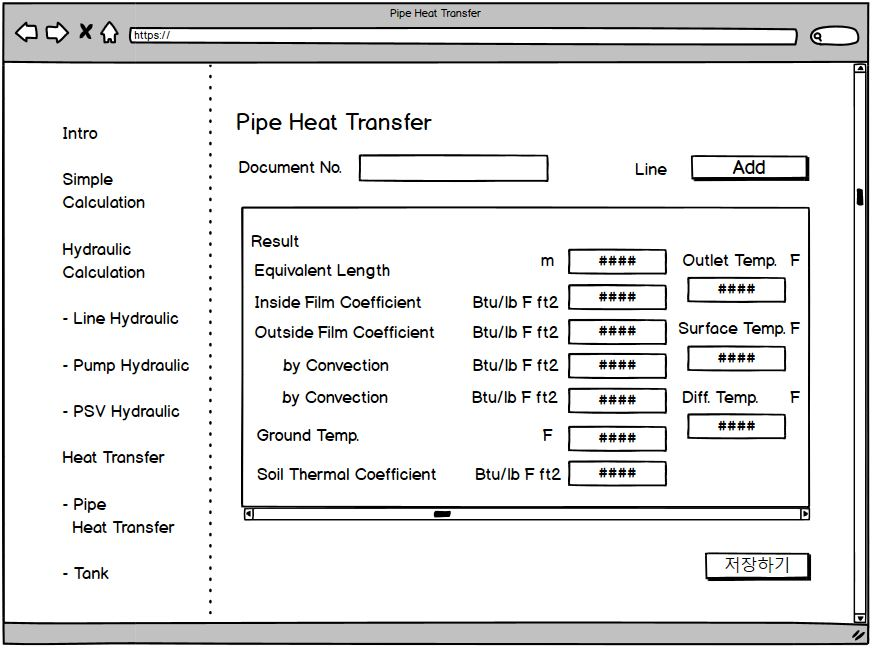 Pipe Heat Transfer
https://
Intro
Simple
Calculation
Hydraulic
Calculation
- Line Hydraulic
- Pump Hydraulic
- PSV Hydraulic
Heat Transfer
- Pipe
Heat Transfer
- Tank
Pipe Heat Transfer
Document No.
Line Add
Result
Equivalent Length m ####
Inside Film Coefficient Btu/lb F ft2 ####
Outside Film Coefficient Btu/lb F ft2 ####
by Convection Btu/lb F ft2 ####
by Convection Btu/lb F ft2 ####
Ground Temp. F ####
Soil Thermal Coefficient Btu/lb F ft2 ####
Outlet Temp. F
####
Surface Temp. F
####
Diff. Temp. F
####
저장하기